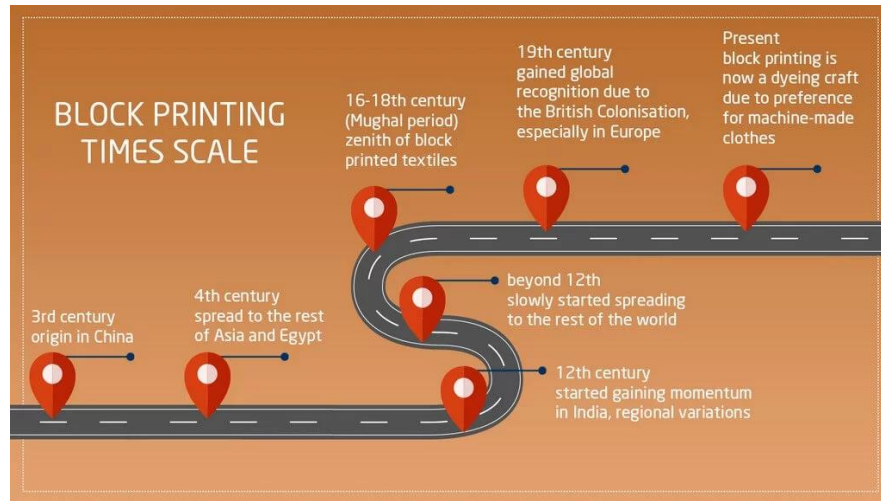 BLOCK PRINTING
TIMES SCALE
3rd century
origin in China
4th century
spread to the rest
of Asia and Egypt
12th century
started gaining momentum
in India, regional variations
beyond 12th
slowly started spreading
to the rest of the world
16-18th century
(Mughal period)
zenith of block
printed textiles
19th century
gained global
recognition due to
the British Colonisation,
especially in Europe
Present
block printing is
now a dyeing craft
due to preference
for machine-made
clothes